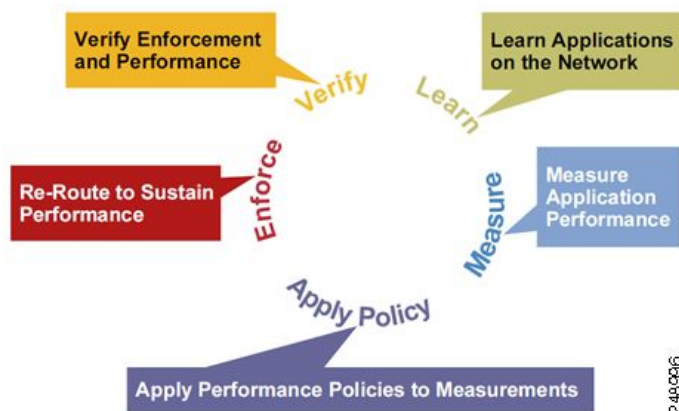 Verify Enforcement
and Performance
Verify
Learn Applications
on the Network
Learn
Measure
Application
Performance
Measure
Apply Performance Policies to Measurements
Apply Policy
Re-Route to Sustain
Performance
Enforce
248996